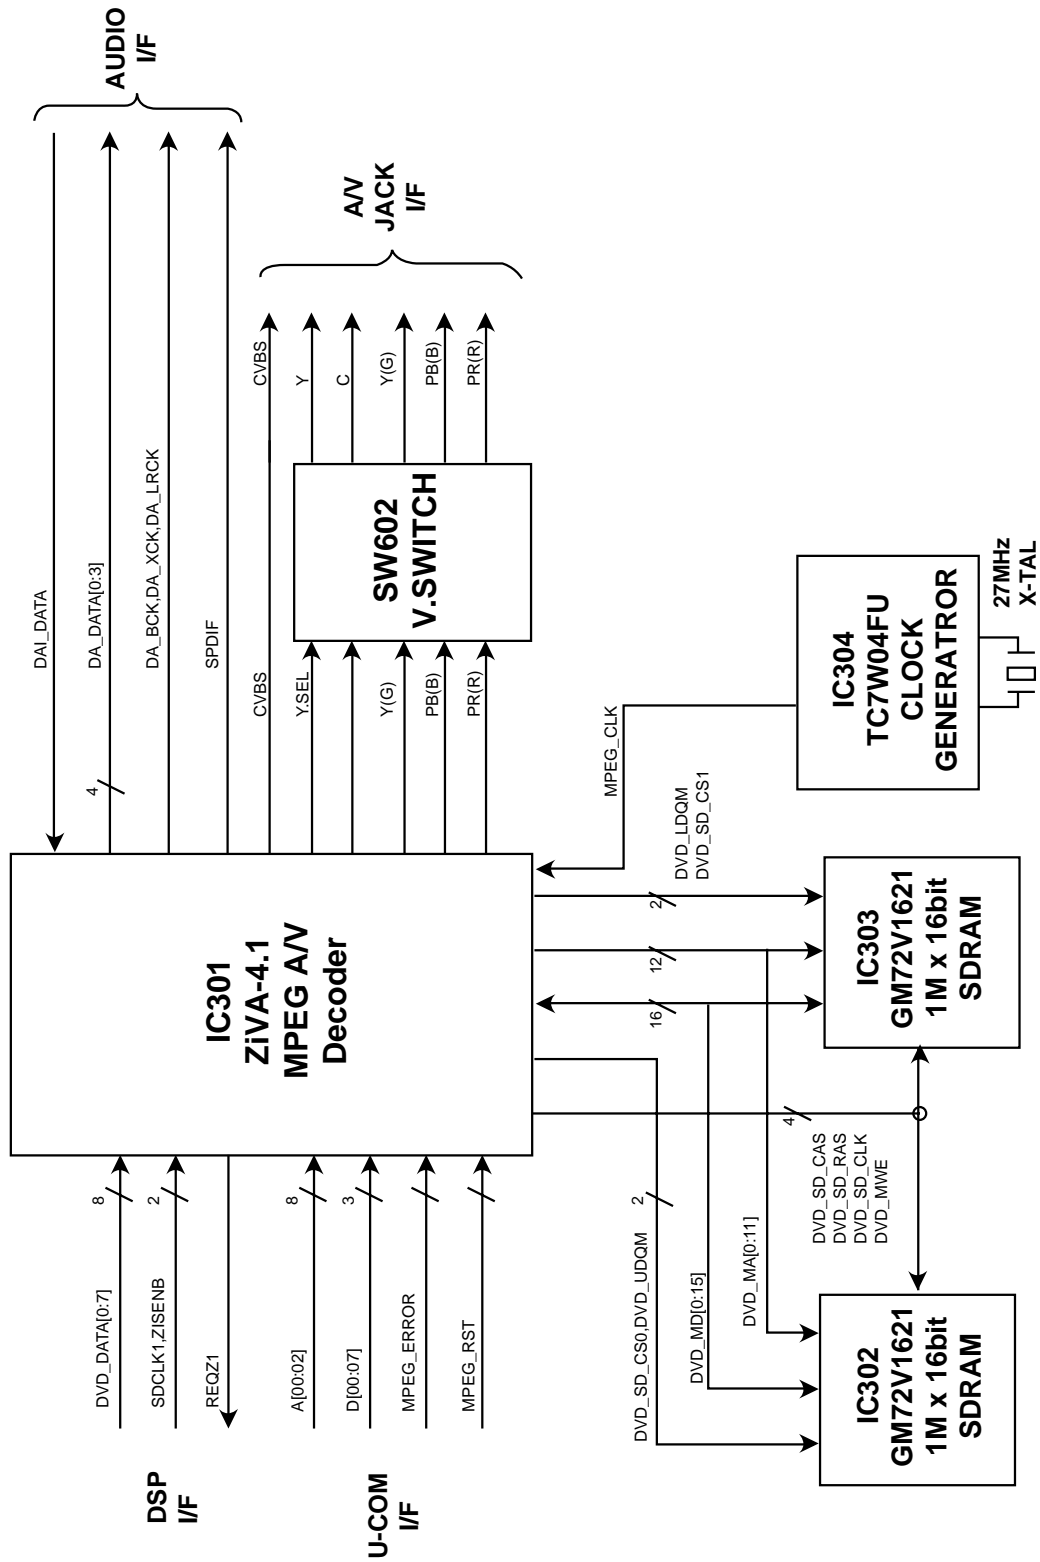 DSP
I/F
U-COM
I/F
DVD_DATA[0:7]
8
SDCLK1,ZISENB
2
REQZ1
A[00:02]
8
D[00:07]
3
MPEG_ERROR
MPEG_RST
IC301
ZiVA-4.1
MPEG A/V
Decoder
DAI_DATA
DA_DATA[0:3]
4
DA_BCK,DA_XCK,DA_LRCK
SPDIF
AUDIO
I/F
CVBS
Y.SEL
Y(G)
PB(B)
PR(R)
SW602
V.SWITCH
CVBS
Y
C
Y(G)
PB(B)
PR(R)
A/V
JACK
I/F
MPEG_CLK
DVD_LDQM
DVD_SD_CS1
2
12
16
4
2
DVD_SD_CS0,DVD_UDQM
DVD_MD[0:15]
DVD_MA[0:11]
DVD_SD_CAS
DVD_SD_RAS
DVD_SD_CLK
DVD_MWE
IC302
GM72V1621
1M x 16bit
SDRAM
IC303
GM72V1621
1M x 16bit
SDRAM
IC304
TC7W04FU
CLOCK
GENERATROR
27MHz
X-TAL